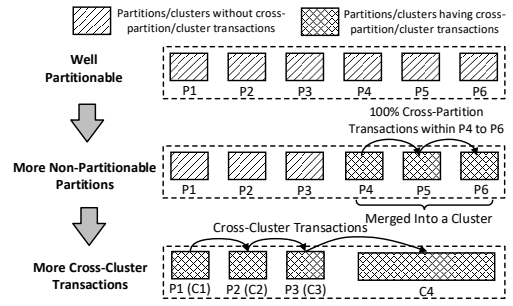 Partitions/clusters without cross-
partition/cluster transactions
Partitions/clusters having cross-
partition/cluster transactions
Well
Partitionable
P1 P2 P3 P4 P5 P6
100% Cross-Partition
Transactions within P4 to P6
More Non-Partitionable
Partitions
P1 P2 P3 P4 P5 P6
Merged Into a Cluster
Cross-Cluster Transactions
More Cross-Cluster
Transactions
P1 (C1) P2 (C2) P3 (C3) C4